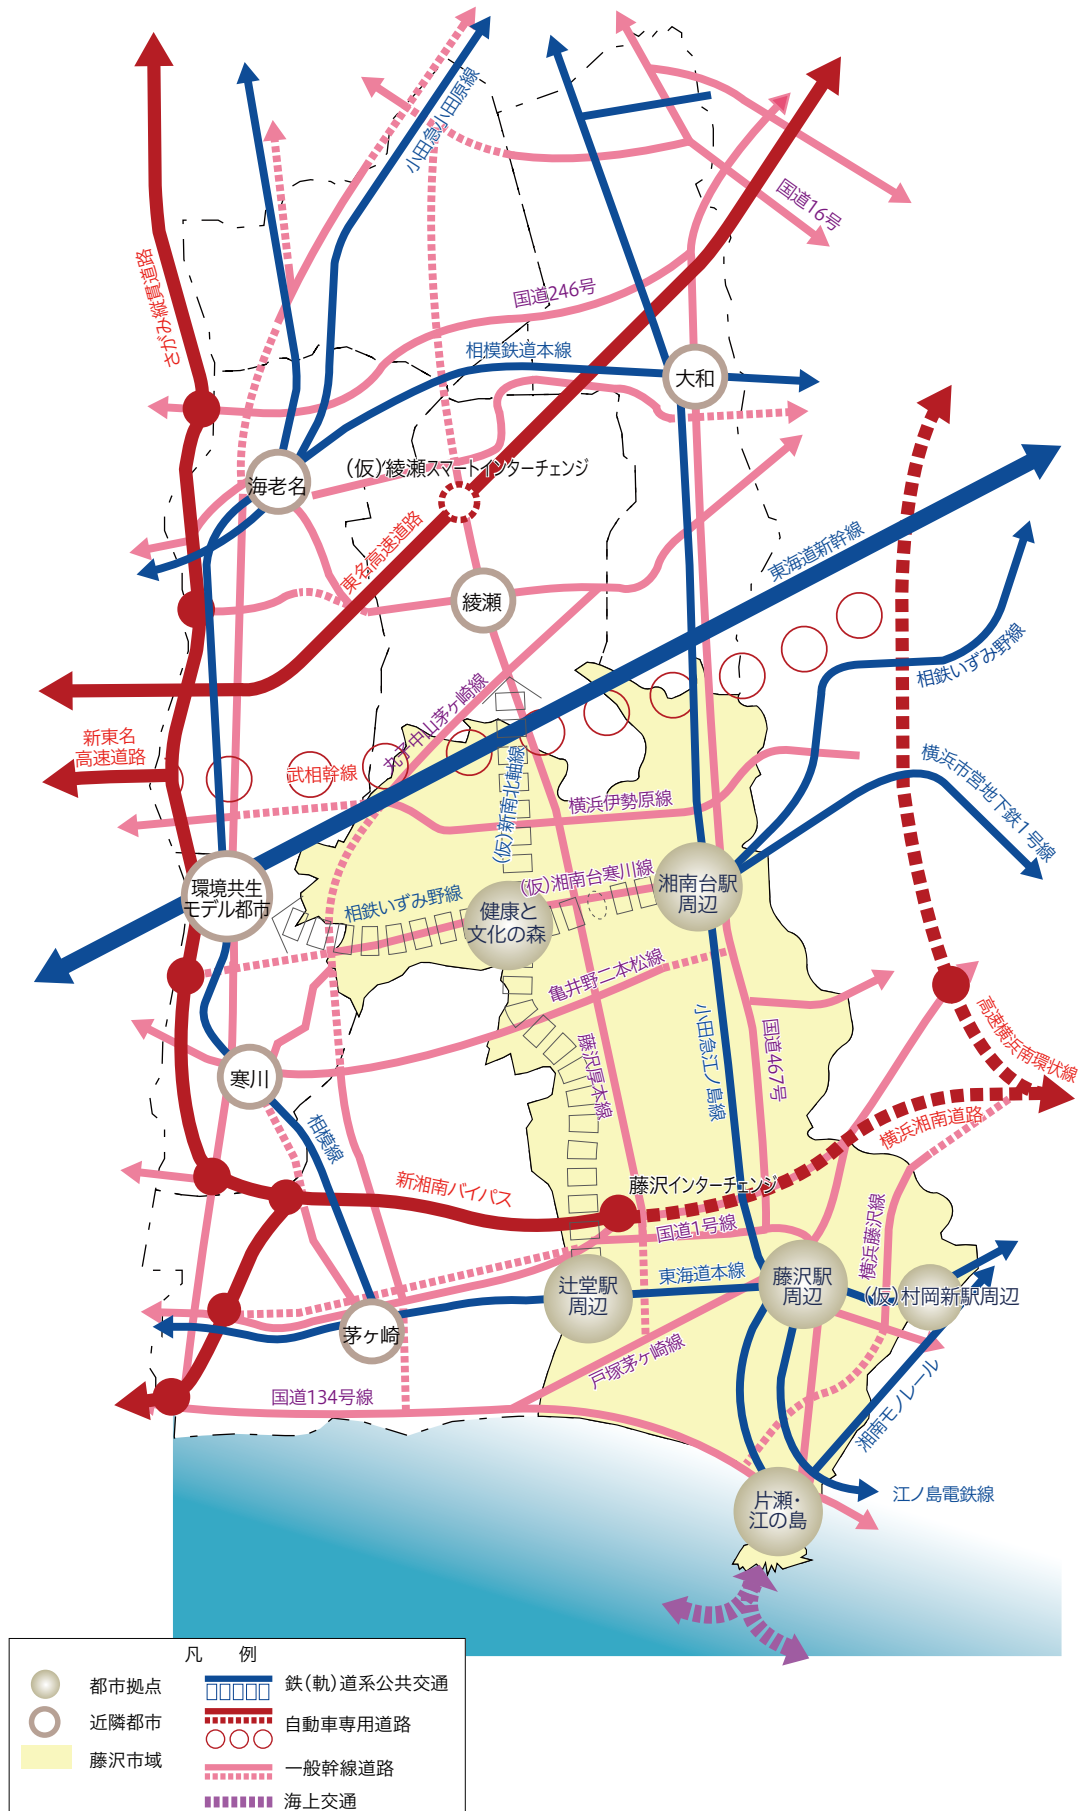 小田急小田原線
国道16号
さがみ縦貫道路
国道246号
相模鉄道本線
大和
(仮)綾瀬スマートインターチェンジ
海老名
東名高速道路
東海道新幹線
綾瀬
相鉄いずみ野線
丸子中山茅ヶ崎線
新東名
高速道路
武相幹線
(仮)新南北軸線
横浜伊勢原線
横浜市営地下鉄1号線
(仮)湘南台寒川線
湘南台駅
周辺
環境共生
モデル都市
相鉄いずみ野線
健康と
文化の森
亀井野二本松線
高速横浜南環状線
小田急江ノ島線
国道467号
藤沢厚木線
寒川
相模線
横浜湘南道路
新湘南バイパス
藤沢インターチェンジ
国道1号線
横浜藤沢線
東海道本線
辻堂駅
周辺
藤沢駅
周辺
(仮)村岡新駅周辺
茅ヶ崎
戸塚茅ヶ崎線
国道134号線
湘南モノレール
江ノ島電鉄線
片瀬・
江の島
凡 例
都市拠点
近隣都市
藤沢市域
鉄(軌)道系公共交通
自動車専用道路
一般幹線道路
海上交通